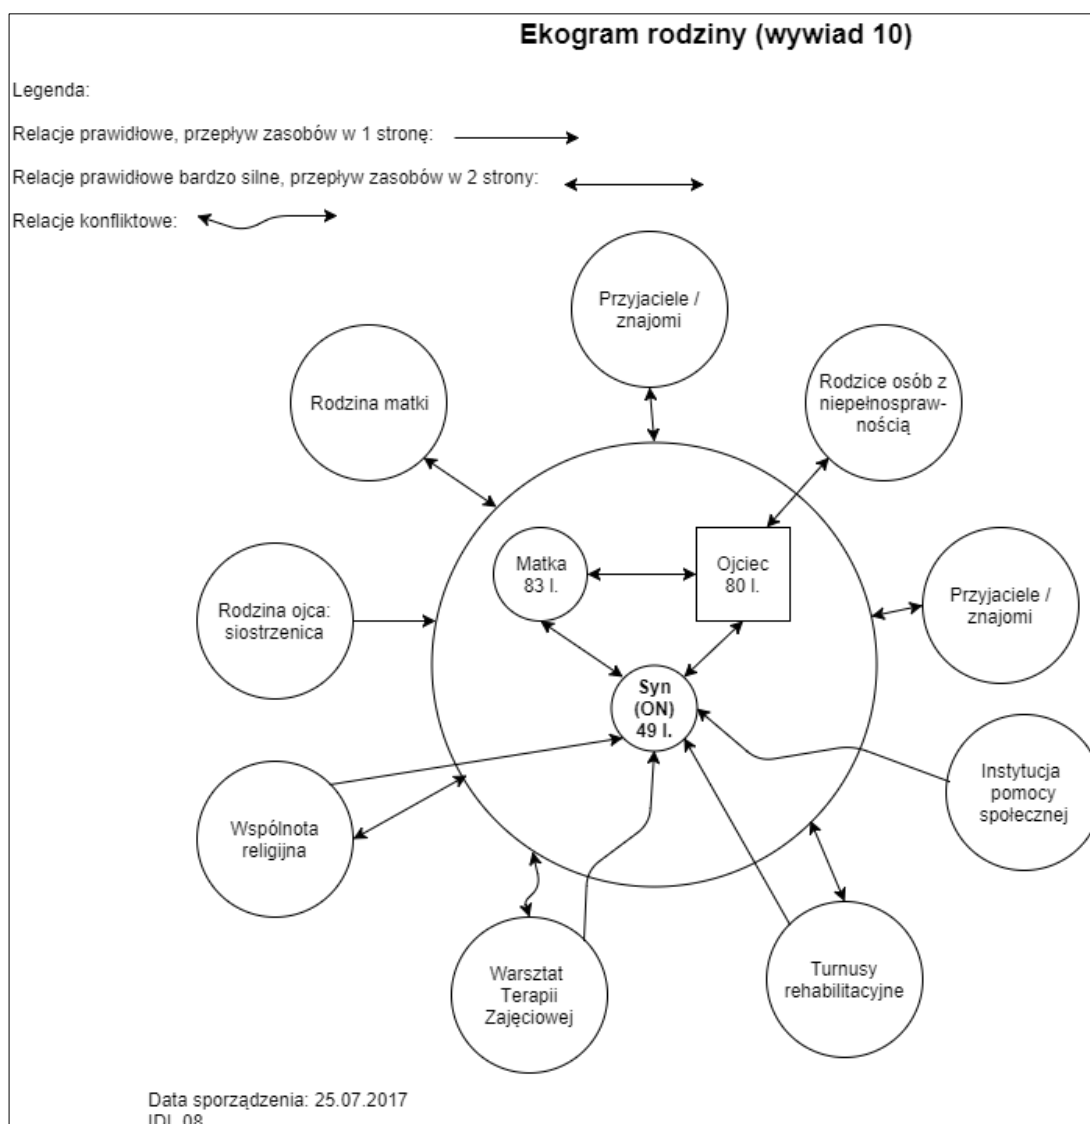 Ekogram rodziny (wywiad 10)
Legenda:
Relacje prawidłowe, przepływ zasobów w 1 stronę:
Relacje prawidłowe bardzo silne, przepływ zasobów w 2 strony:
Relacje konfliktowe:
Przyjaciele /
znajomi
Rodzina matki
Rodzice osób z
niepełnospraw-
nością
Matka
83 l.
Ojciec
80 l.
Rodzina ojca:
siostrzenica
Przyjaciele /
znajomi
Syn
(ON)
49 l.
Instytucja
pomocy
społecznej
Wspólnota
religijna
Warsztat
Terapii
Zajęciowej
Turnusy
rehabilitacyjne
Data sporządzenia: 25.07.2017
IDI_08